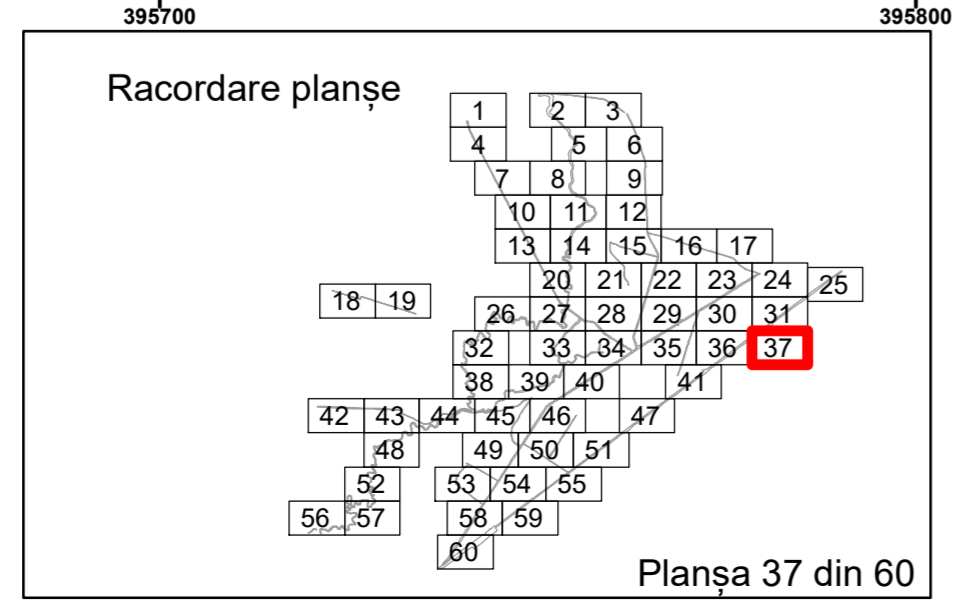 395700 395800
Racordare planșe
1 2 3
4 5 6
7 8 9
10 11 12
13 14 15 16 17
20 21 22 23 24 25
18 19
26 27 28 29 30 31
32 33 34 35 36 37
38 39 40 41
42 43 44 45 46 47
48 49 50 51
52 53 54 55
56 57 58 59
60
Planșa 37 din 60